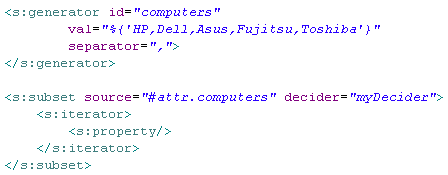 <s:generator id="computers"
val="%{'HP,Dell,Asus,Fujitsu,Toshiba'}"
separator=",">
</s:generator>
<s:subset source="#attr.computers" decider="myDecider">
<s:iterator>
<s:property/>
</s:iterator>
</s:subset>